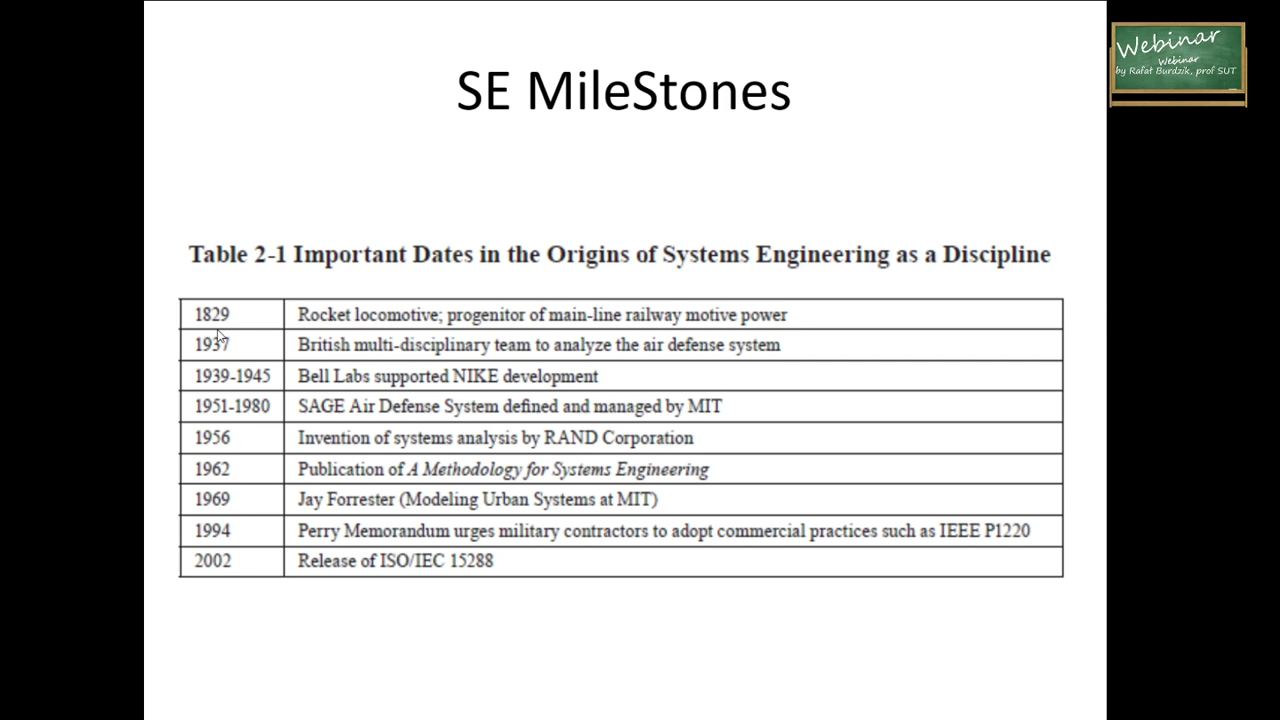 SE MileStones
Webinar
Webinar
by Rafat Burdzik, prof SUT
Table 2-1 Important Dates in the Origins of Systems Engineering as a Discipline
1829 Rocket locomotive; progenitor of main-line railway motive power
1937 British multi-disciplinary team to analyze the air defense system
1939-1945 Bell Labs supported NIKE development
1951-1980 SAGE Air Defense System defined and managed by MIT
1956 Invention of systems analysis by RAND Corporation
1962 Publication of A Methodology for Systems Engineering
1969 Jay Forrester (Modeling Urban Systems at MIT)
1994 Perry Memorandum urges military contractors to adopt commercial practices such as IEEE P1220
2002 Release of ISO/IEC 15288